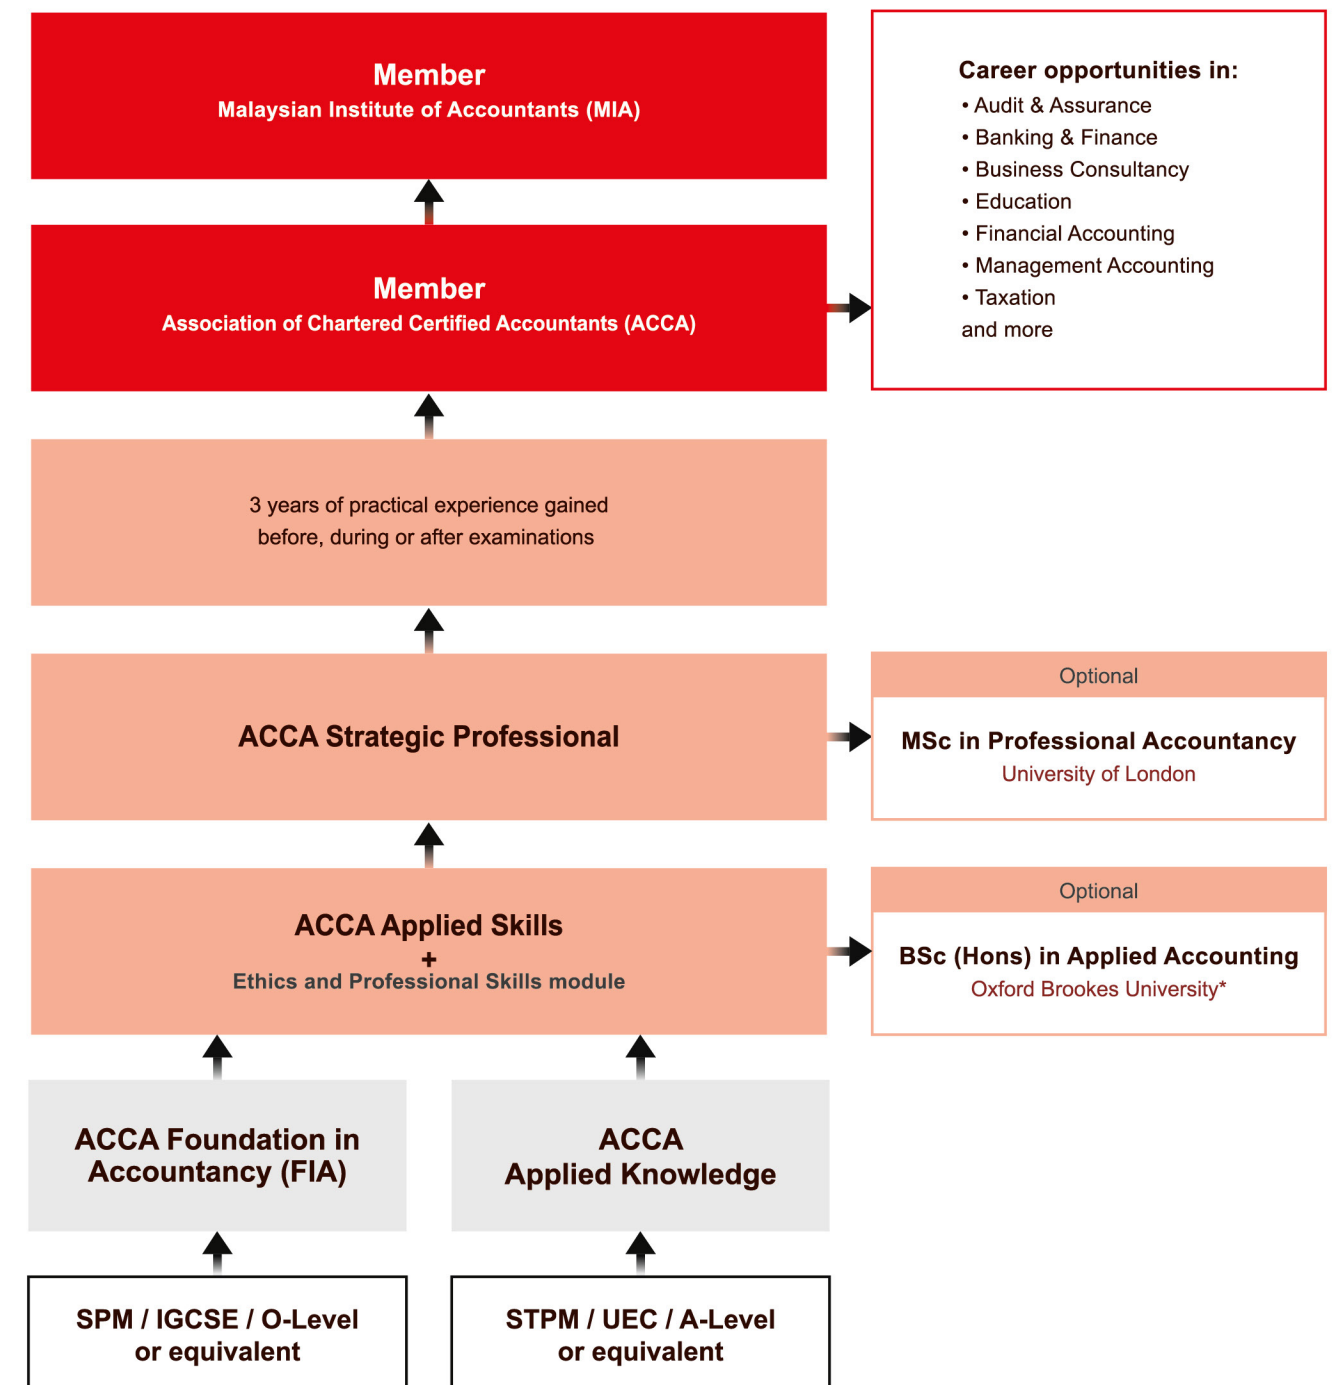 Member
Malaysian Institute of Accountants (MIA)
Career opportunities in:
• Audit & Assurance
• Banking & Finance
• Business Consultancy
• Education
• Financial Accounting
• Management Accounting
• Taxation
and more
Member
Association of Chartered Certified Accountants (ACCA)
3 years of practical experience gained
before, during or after examinations
ACCA Strategic Professional
Optional
MSc in Professional Accountancy
University of London
ACCA Applied Skills
+
Ethics and Professional Skills module
Optional
BSc (Hons) in Applied Accounting
Oxford Brookes University*
ACCA Foundation in
Accountancy (FIA)
ACCA
Applied Knowledge
SPM / IGCSE / O-Level
or equivalent
STPM / UEC / A-Level
or equivalent